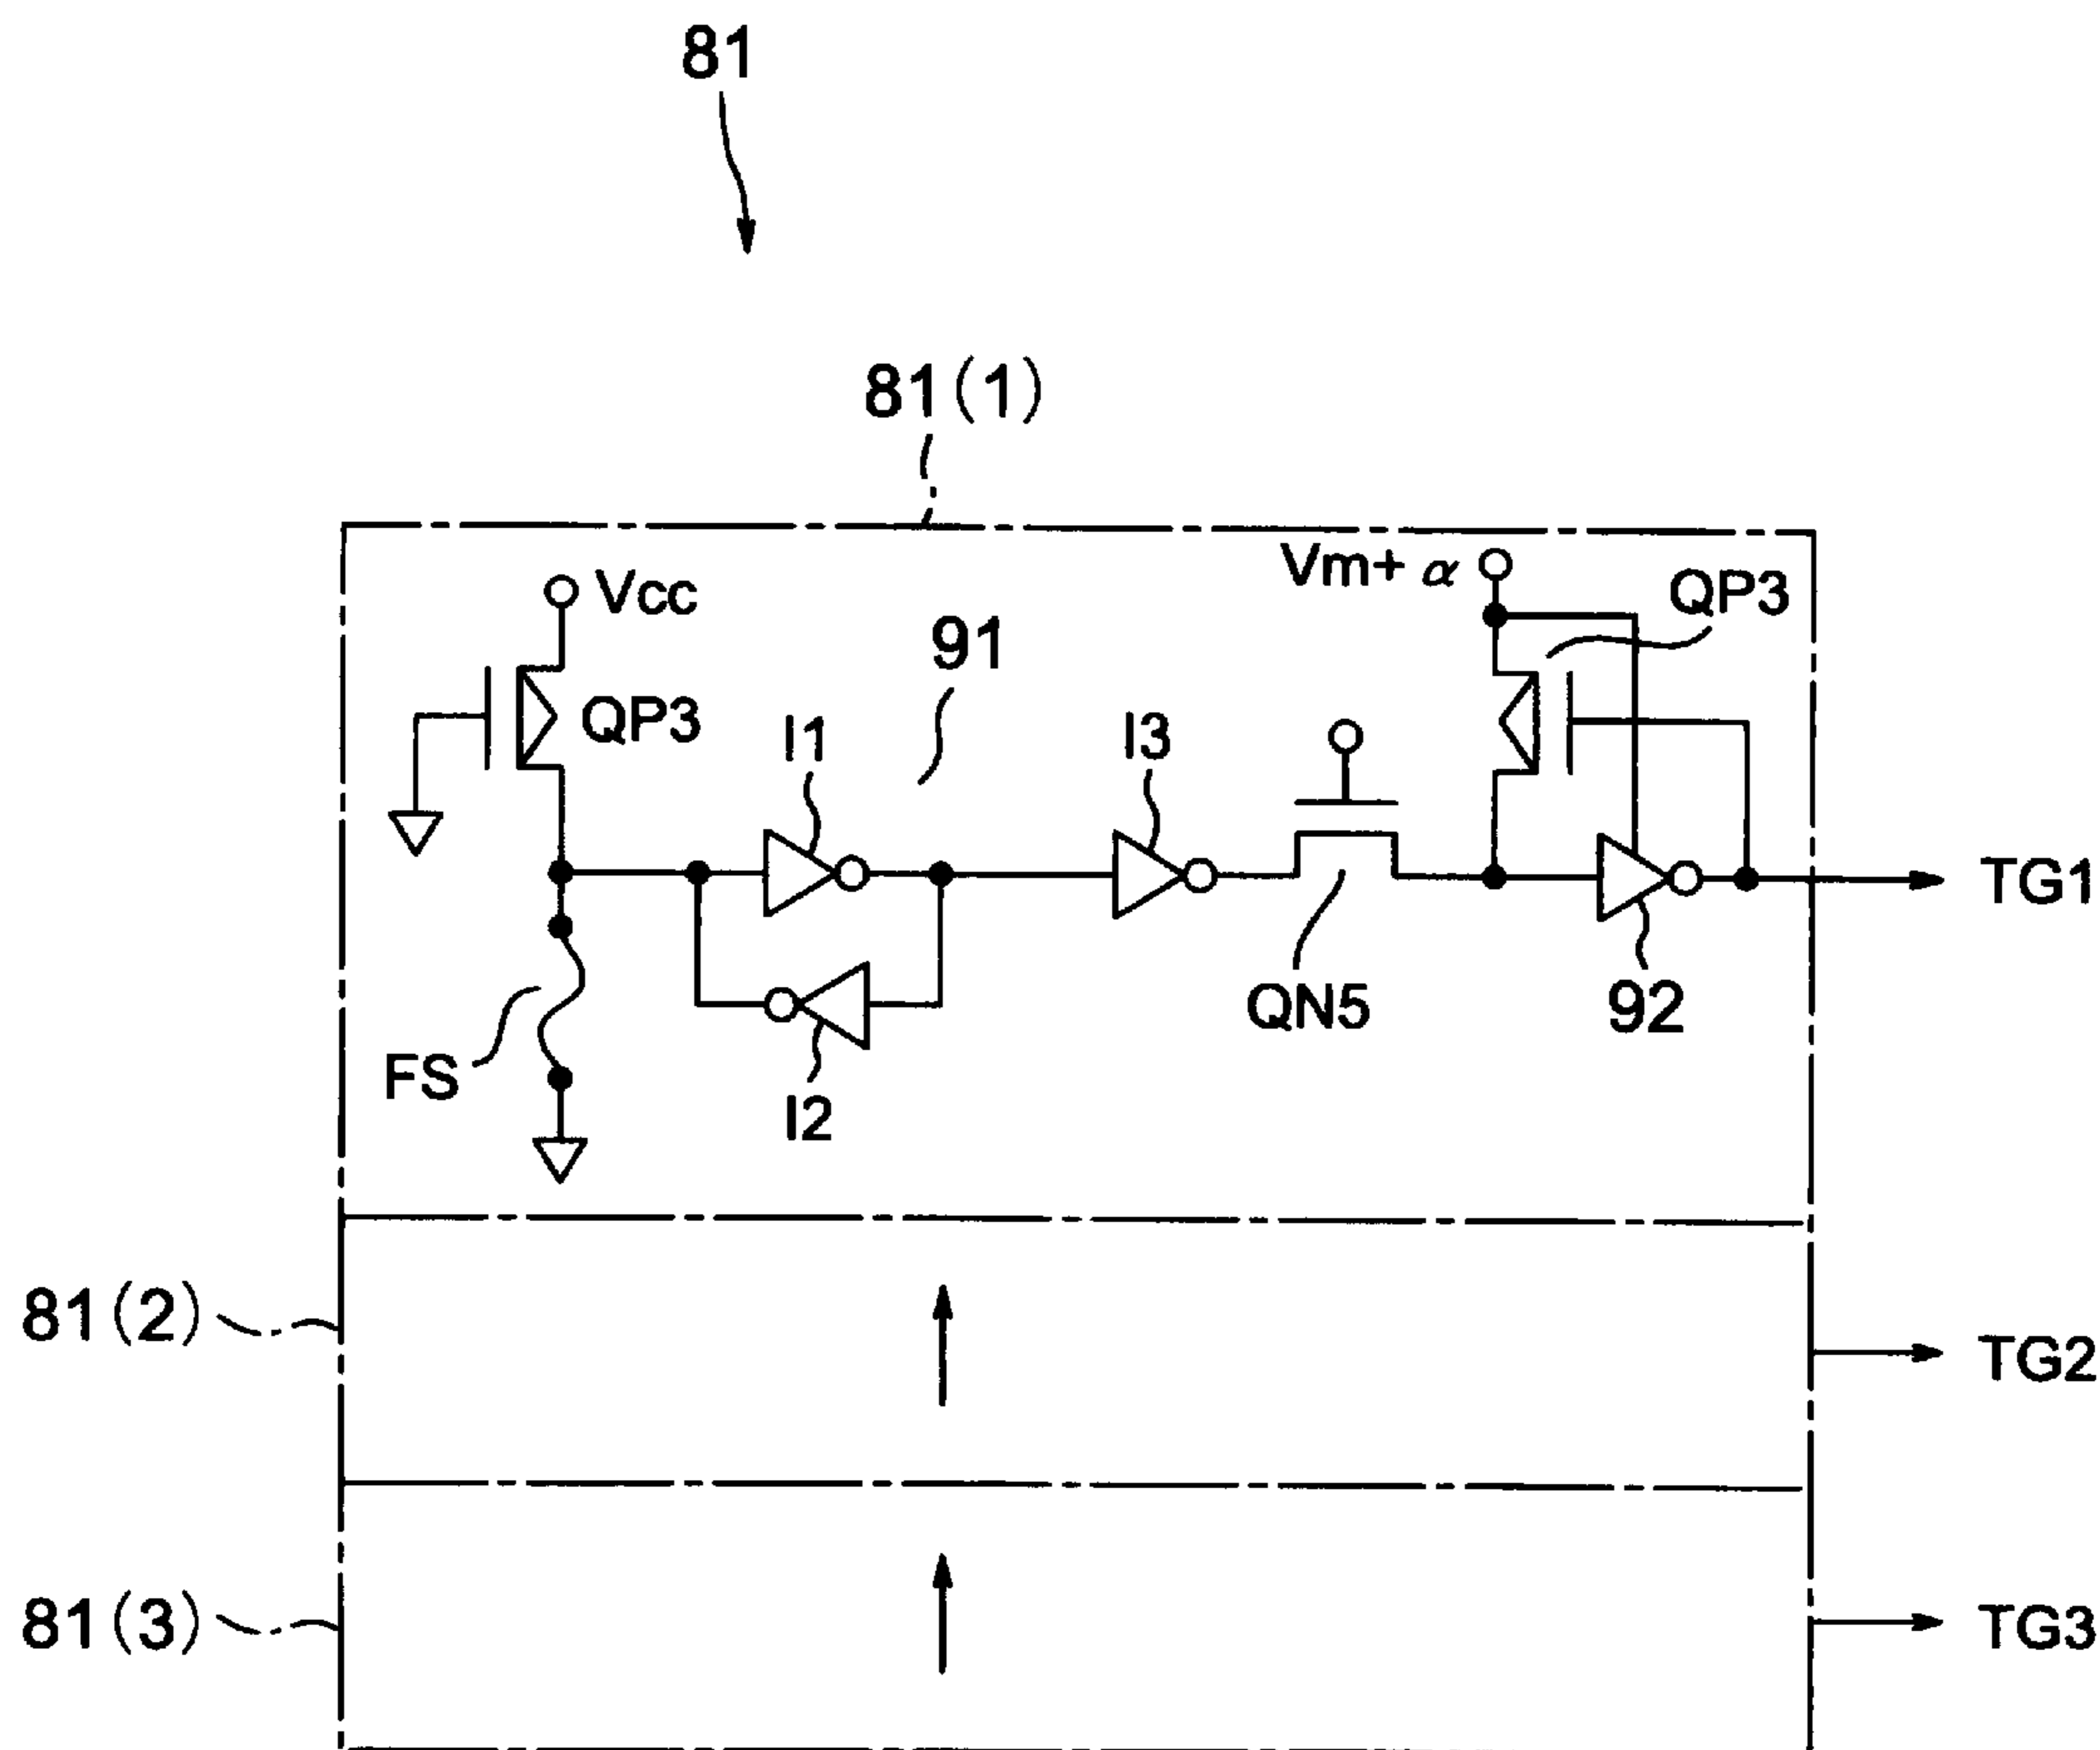 81
81(1)
Vcc
Vm+α
QP3
91
QP3
I1
I3
TG1
QN5
92
FS
I2
81(2)
TG2
81(3)
TG3